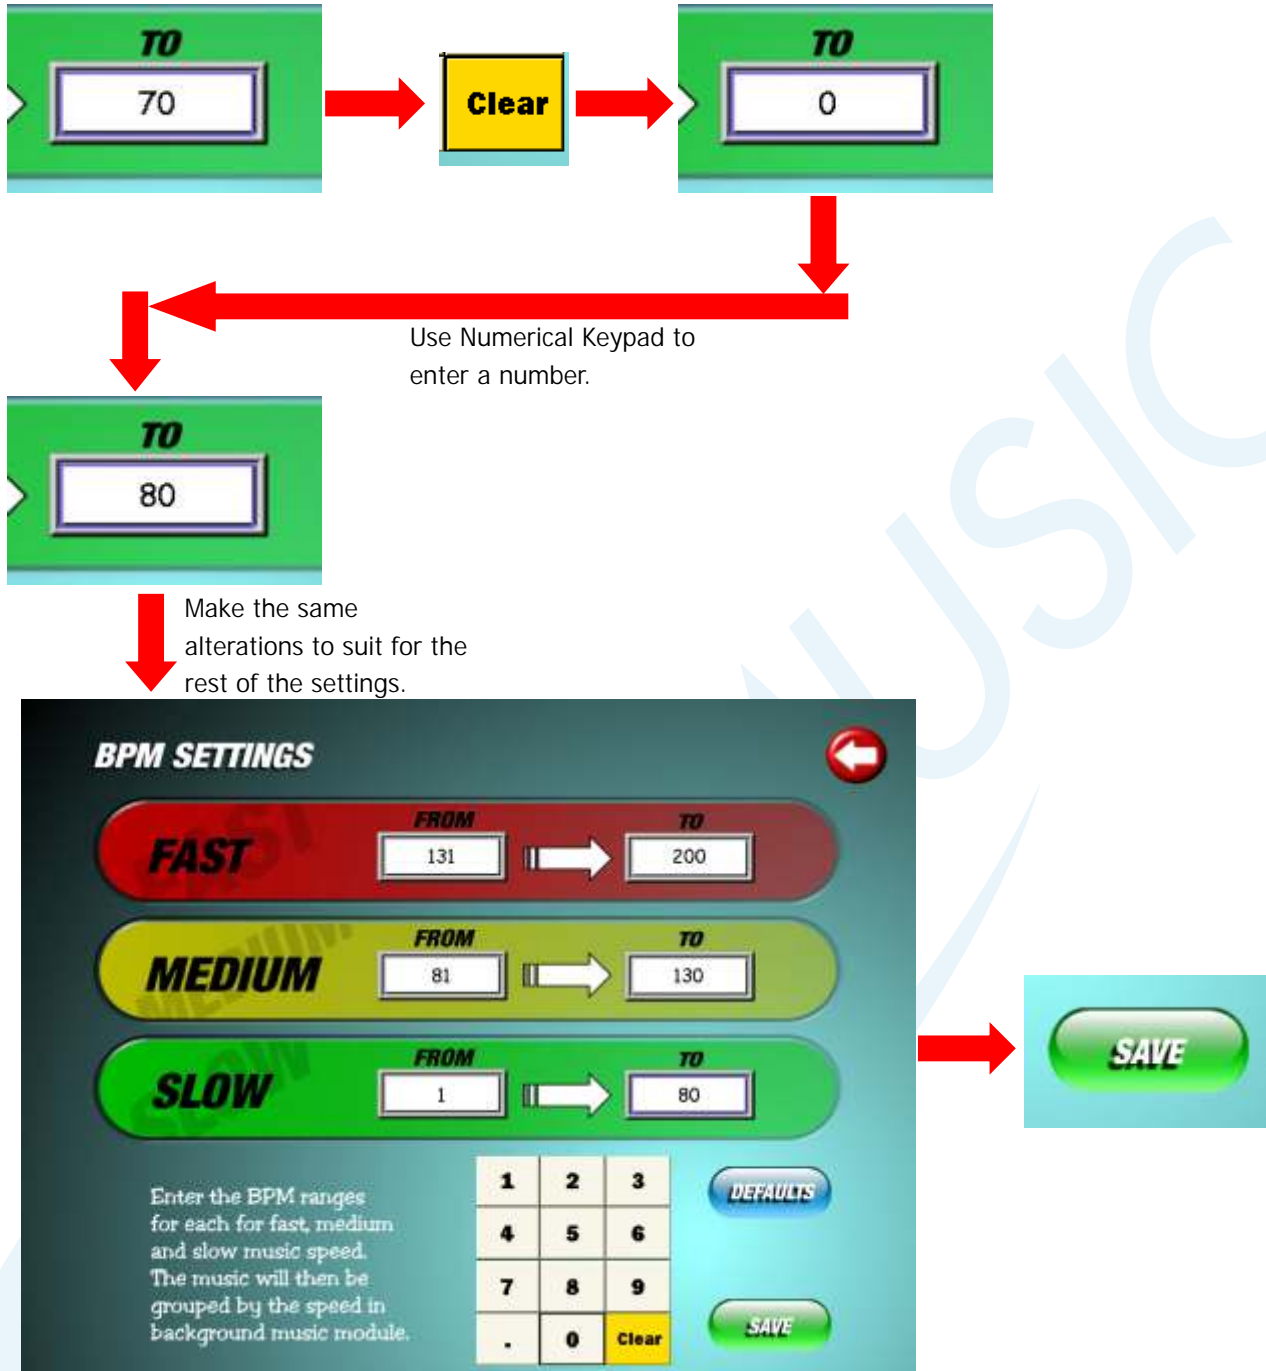 TO
70
Clear
TO
0
Use Numerical Keypad to
enter a number.
TO
80
Make the same
alterations to suit for the
rest of the settings.
BPM SETTINGS
FAST
FAST
FROM
131
TO
200
MEDIUM
MEDIUM
FROM
81
TO
130
SLOW
SLOW
FROM
1
TO
80
SAVE
Enter the BPM ranges
for each for fast, medium
and slow music speed.
The music will then be
grouped by the speed in
background music module.
1 2 3
4 5 6
7 8 9
. 0 Clear
DEFAULTS
SAVE
USIC